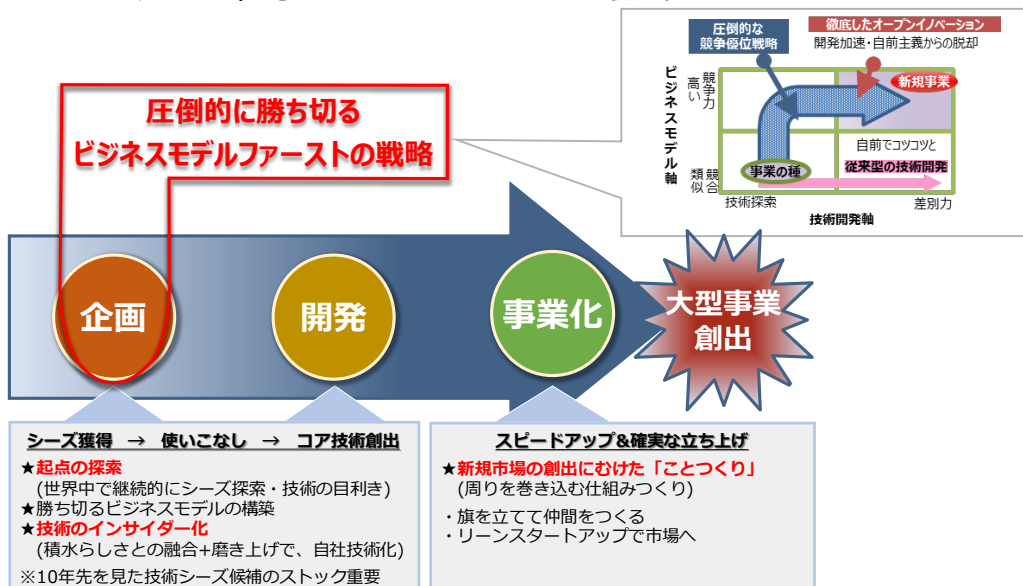 圧倒的な
競争優位戦略
徹底したオープンイノベーション
開発加速・自前主義からの脱却
ビジネスモデル軸
競争力
高い
新規事業
自前でコツコツと
従来型の技術開発
事業の種
競合
類似
技術探索
差別力
技術開発軸
圧倒的に勝ち切る
ビジネスモデルファーストの戦略
企画
開発
事業化
大型事業
創出
シーズ獲得 → 使いこなし → コア技術創出
★起点の探索
(世界中で継続的にシーズ探索・技術の目利き)
★勝ち切るビジネスモデルの構築
★技術のインサイダー化
(積水らしさとの融合+磨き上げで、自社技術化)
※10年先を見た技術シーズ候補のストック重要
スピードアップ&確実な立ち上げ
★新規市場の創出にむけた「ことつくり」
(周りを巻き込む仕組みつくり)
・旗を立てて仲間をつくる
・リーンスタートアップで市場へ